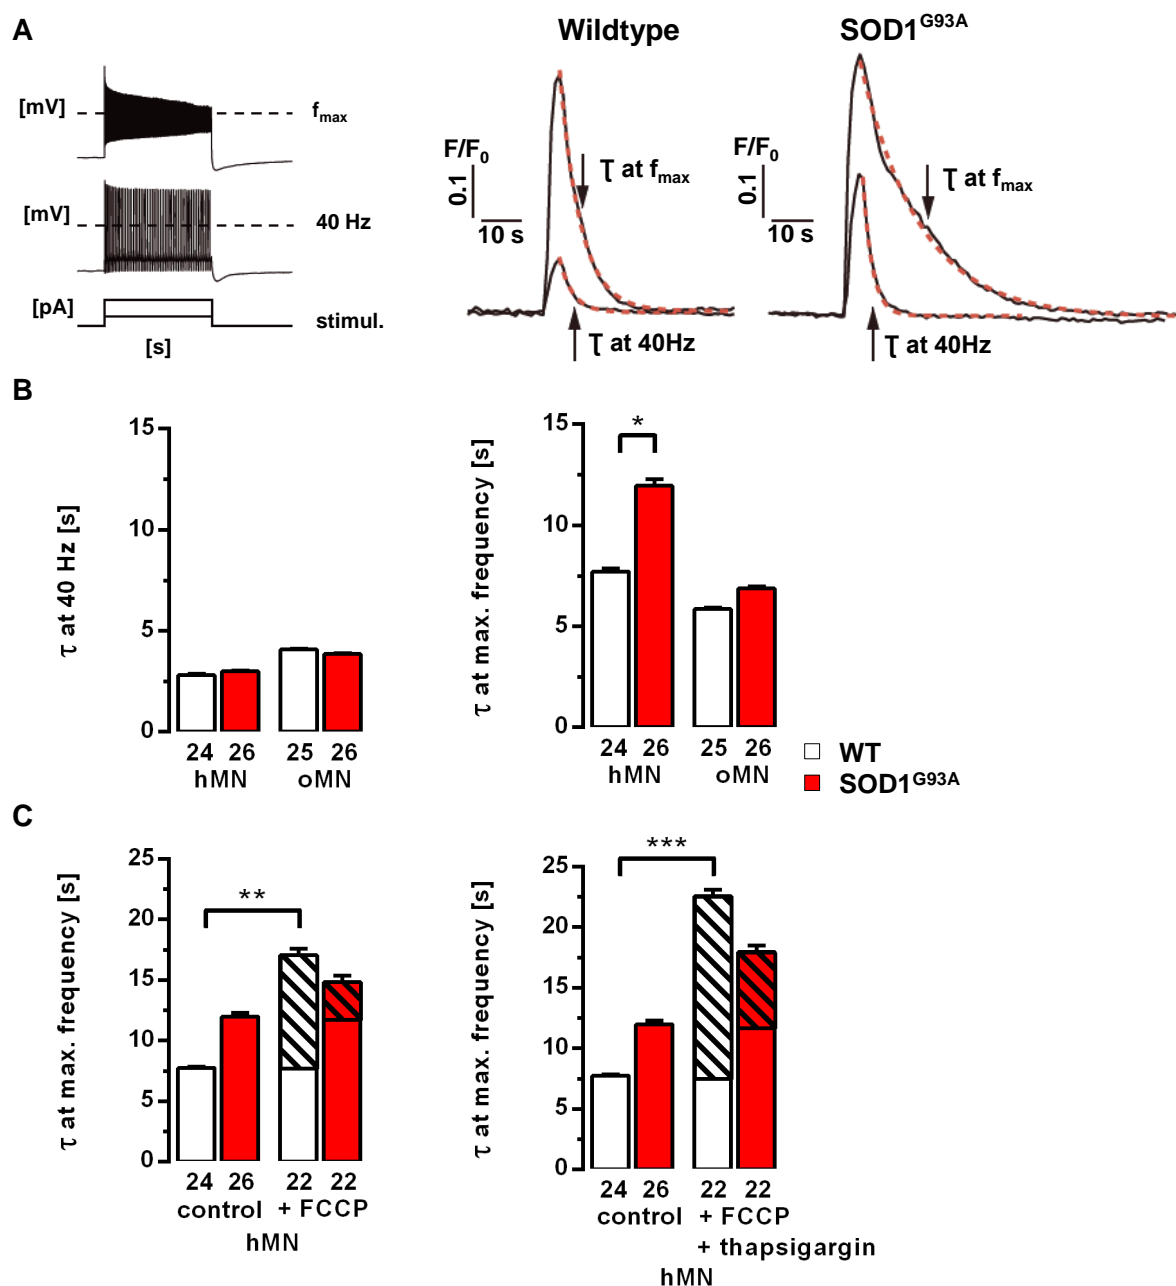 A
Wildtype
SOD1G93A
[mV]
fmax
[mV]
40 Hz
[pA]
stimul.
[s]
F/F0
0.1
10 s
Ʈ at fmax
Ʈ at 40Hz
F/F0
0.1
10 s
Ʈ at fmax
Ʈ at 40Hz
B
τ at 40 Hz [s]
15
10
5
0
24 26 25 26
hMN oMN
τ at max. frequency [s]
15
10
5
0
*
24 26 25 26
hMN oMN
WT
SOD1G93A
C
τ at max. frequency [s]
25
20
15
10
5
0
**
24 26 22 22
control + FCCP
hMN
τ at max. frequency [s]
25
20
15
10
5
0
***
24 26 22 22
control + FCCP
+ thapsigargin
hMN